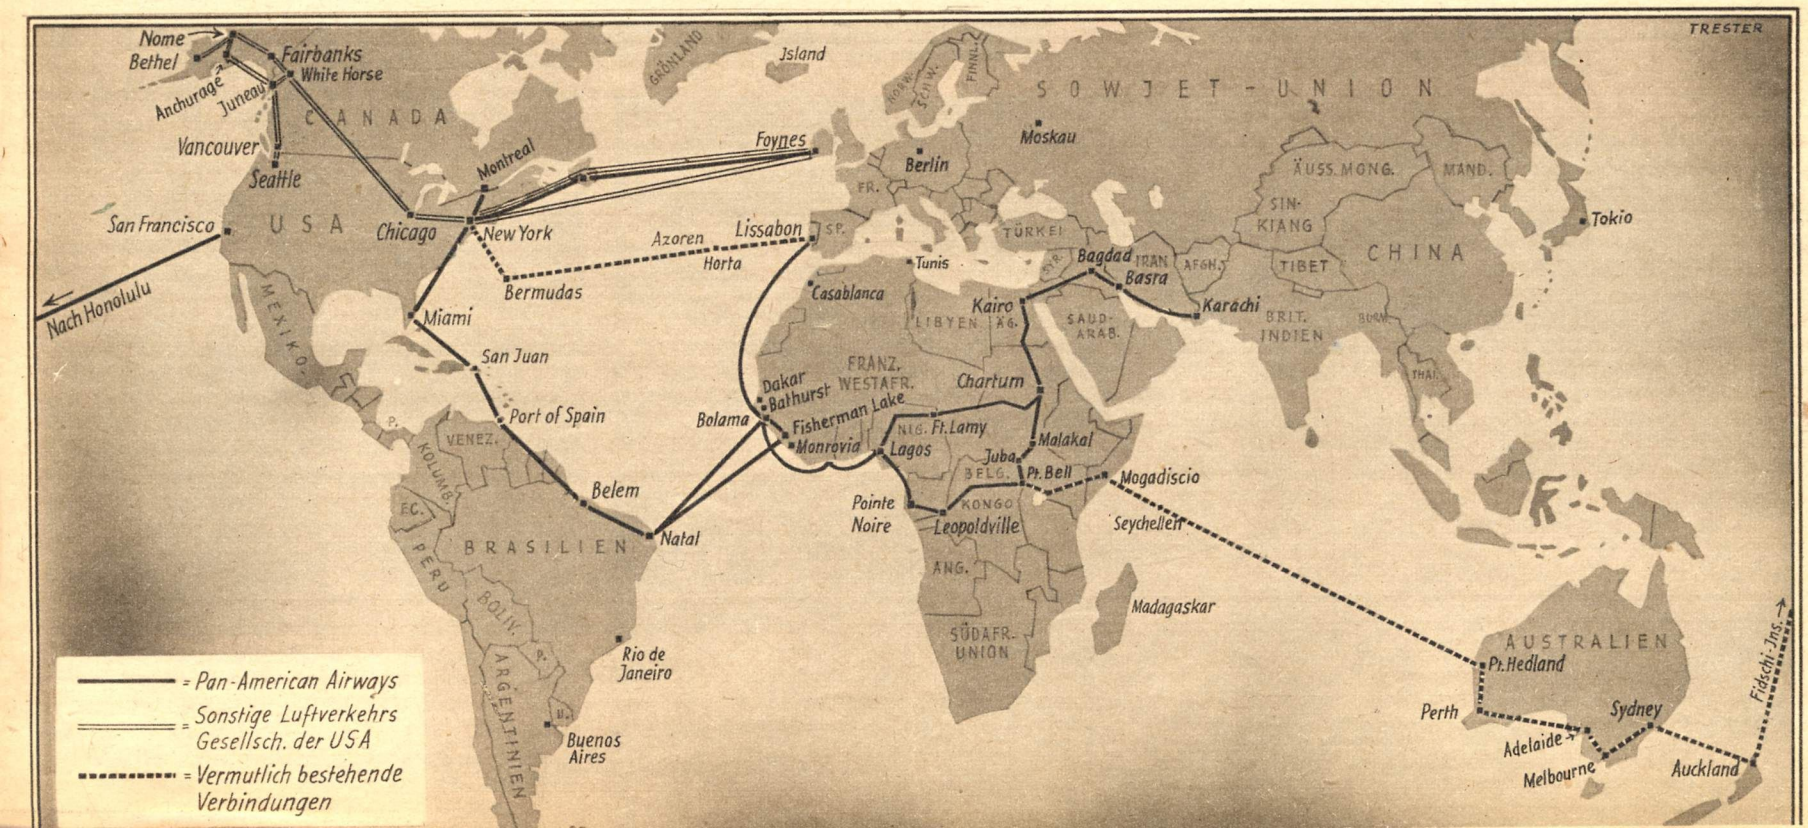 TRESTER
Nome
Bethel
Anchurage
Juneau
Fairbanks
White Horse
CANADA
Vancouver
Seattle
San Francisco
USA
Chicago
Montreal
New York
Nach Honolulu
MEXIKO.
Miami
San Juan
Port of Spain
P.
VENEZ.
KOLUMB.
EC.
PERU
BRASILIEN
Belem
Natal
BOLIV.
P.
U.
ARGENTINIEN
Rio de
Janeiro
Buenos
Aires
GRÖNLAND
Jsland
Foynes
Bermudas
Azoren
Horta
Lissabon
SP.
FR.
NORW.
SCHW.
FINNL.
Berlin
Moskau
SOWJET-UNION
TÜRKEI
SYR.
Tunis
Casablanca
LIBYEN
ÄG.
Kairo
Bagdad
IRAN
Basra
AFGH.
Karachi
SAUD-
ARAB.
BRIT.
INDIEN
BURM.
THAI.
ÄUSS. MONG.
MAND.
SIN-
KIANG
TIBET
CHINA
Tokio
FRANZ.
WESTAFR.
Dakar
Bathurst
Bolama
Fisherman Lake
Monrovia
NIG.
Ft. Lamy
Lagos
Chartum
Malakal
Juba
Pt. Bell
BELG.
KONGO
Pointe
Noire
Leopoldville
Mogadiscio
Seychellen
ANG.
SÜDAFR.-
UNION
Madagaskar
AUSTRALIEN
Pt. Hedland
Perth
Adelaide
Melbourne
Sydney
Auckland
Fidschi-Jns.
= Pan-American Airways
= Sonstige Luftverkehrs
Gesellsch. der USA
= Vermutlich bestehende
Verbindungen